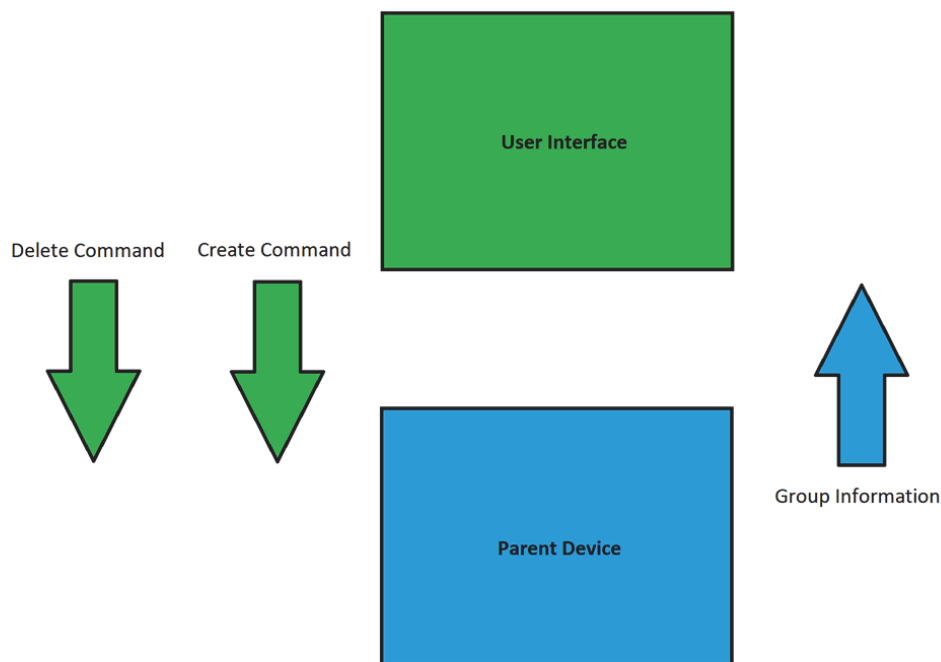 User Interface
Delete Command
Create Command
Group Information
Parent Device